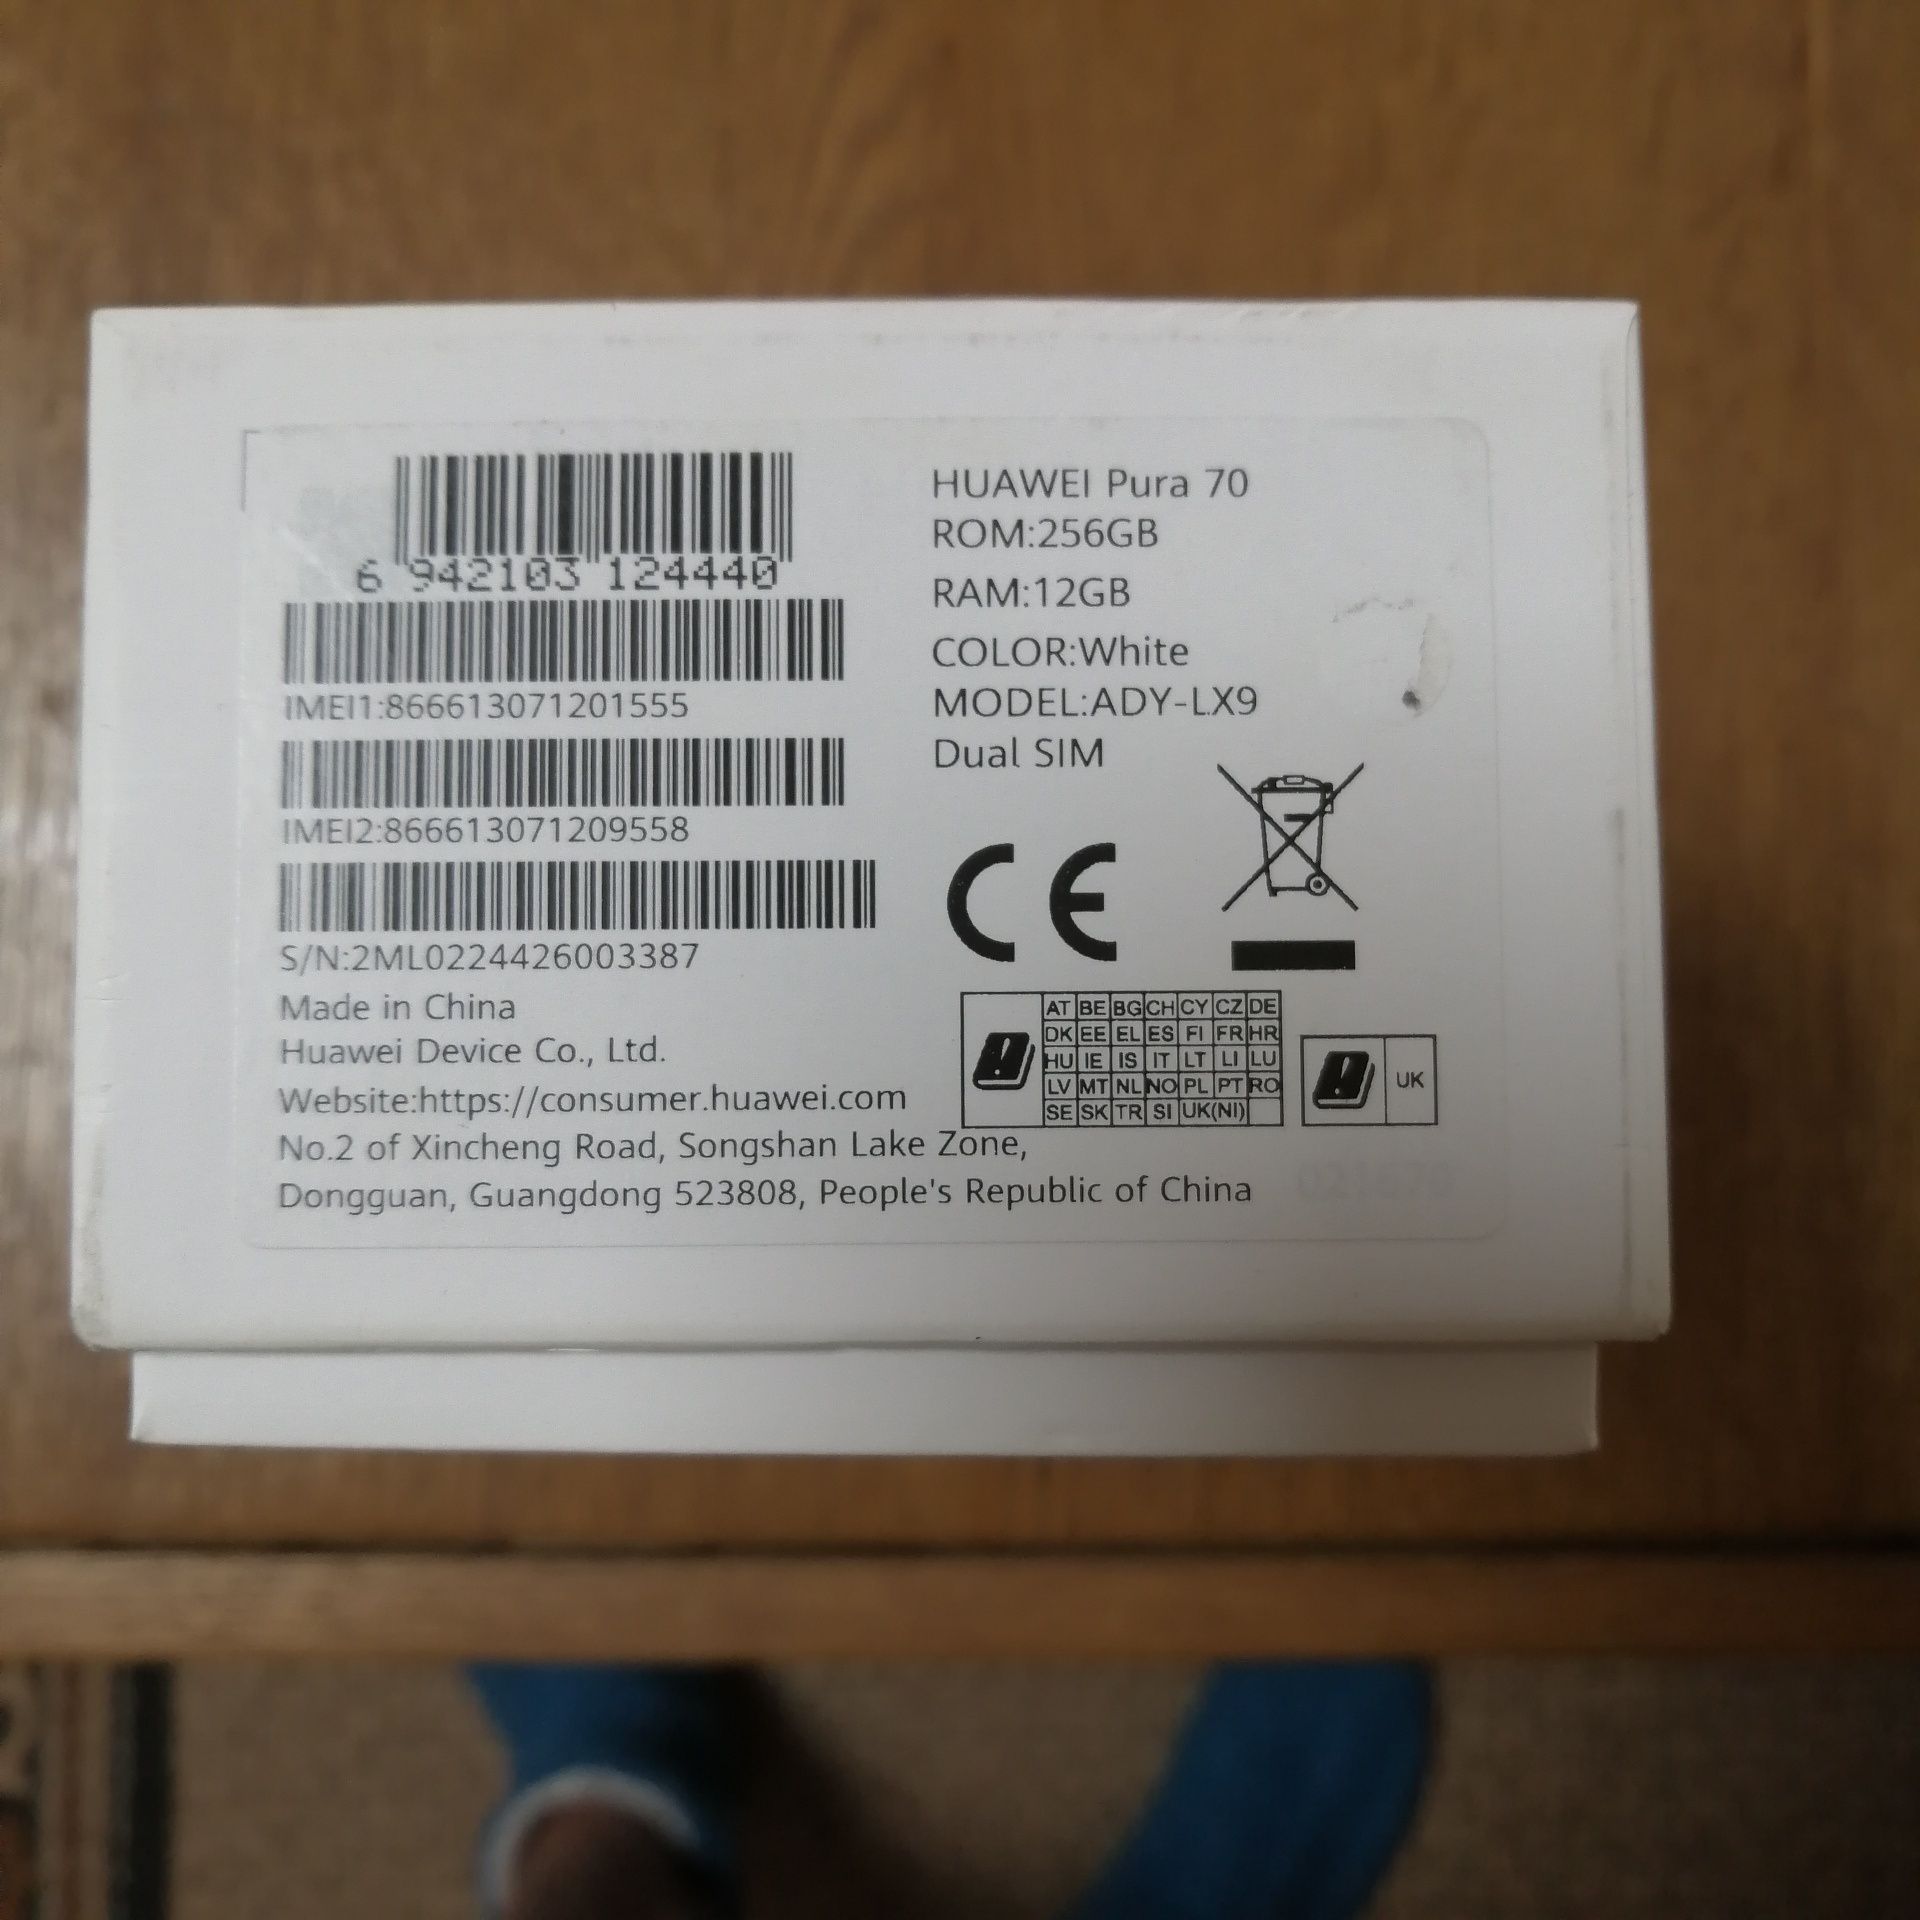 6 942103 124440
IMEI1:866613071201555
IMEI2:866613071209558
S/N:2ML0224426003387
Made in China
Huawei Device Co., Ltd.
Website:https://consumer.huawei.com
No.2 of Xincheng Road, Songshan Lake Zone,
Dongguan, Guangdong 523808, People's Republic of China
HUAWEI Pura 70
ROM:256GB
RAM:12GB
COLOR:White
MODEL:ADY-LX9
Dual SIM
CE
AT BE BG CH CY CZ DE
DK EE EL ES FI FR HR
HU IE IS IT LT LI LU
LV MT NL NO PL PT RO
SE SK TR SI UK(NI)
UK